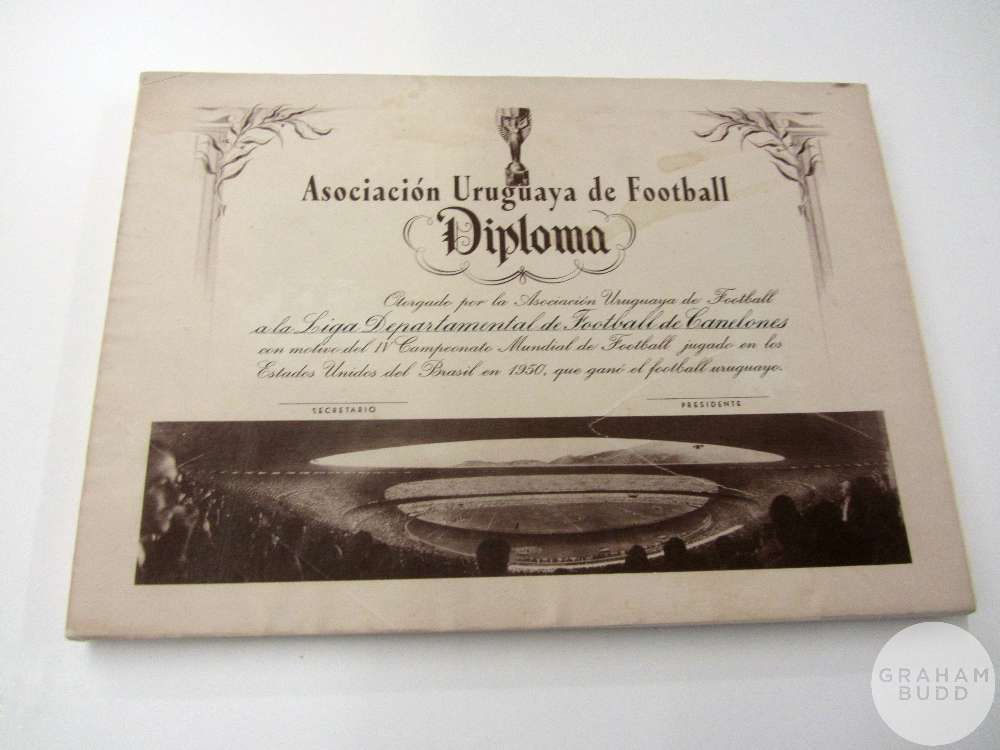 Asociación Uruguaya de Football
Diploma
Otorgado por la Asociación Uruguaya de Football
a la Liga Departamental de Football de Canelones
con motivo del IV Campeonato Mundial de Football jugado en los
Estados Unidos del Brasil en 1950, que ganó el football uruguayo.
SECRETARIO
PRESIDENTE
GRAHAM
BUDD